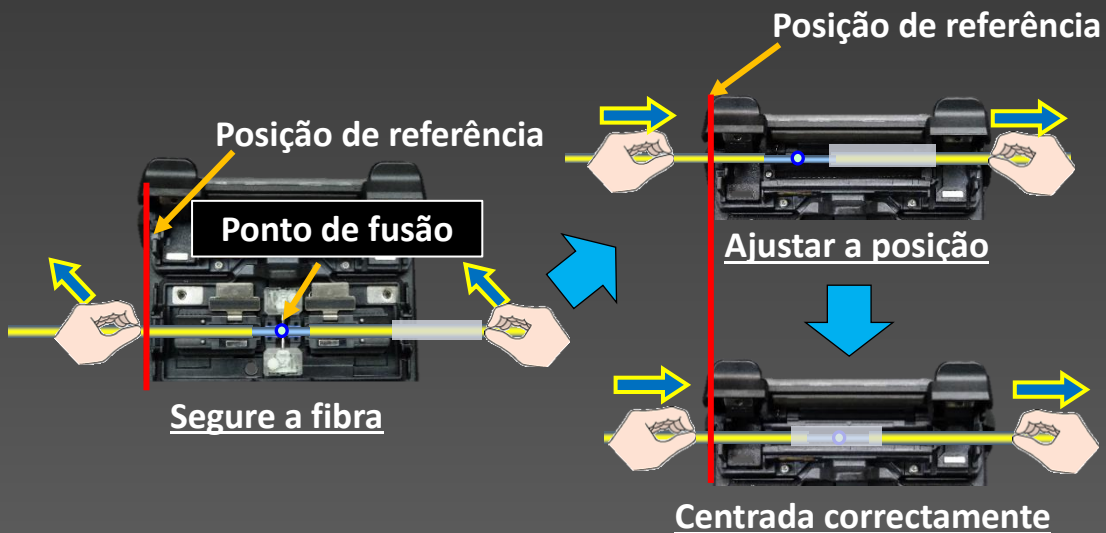 Posição de referência
Ponto de fusão
Segure a fibra
Posição de referência
Ajustar a posição
Centrada correctamente